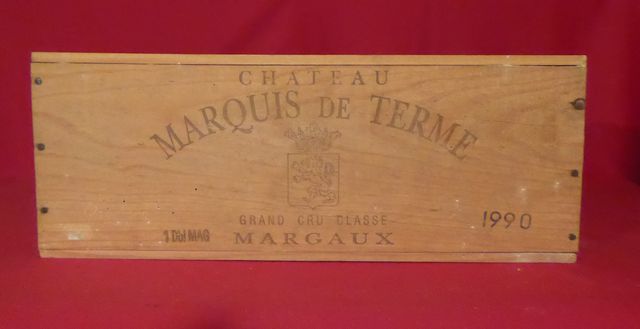 CHATEAU
MARQUIS DE TERME
GRAND CRU CLASSE
1 Dbl MAG
MARGAUX
1990